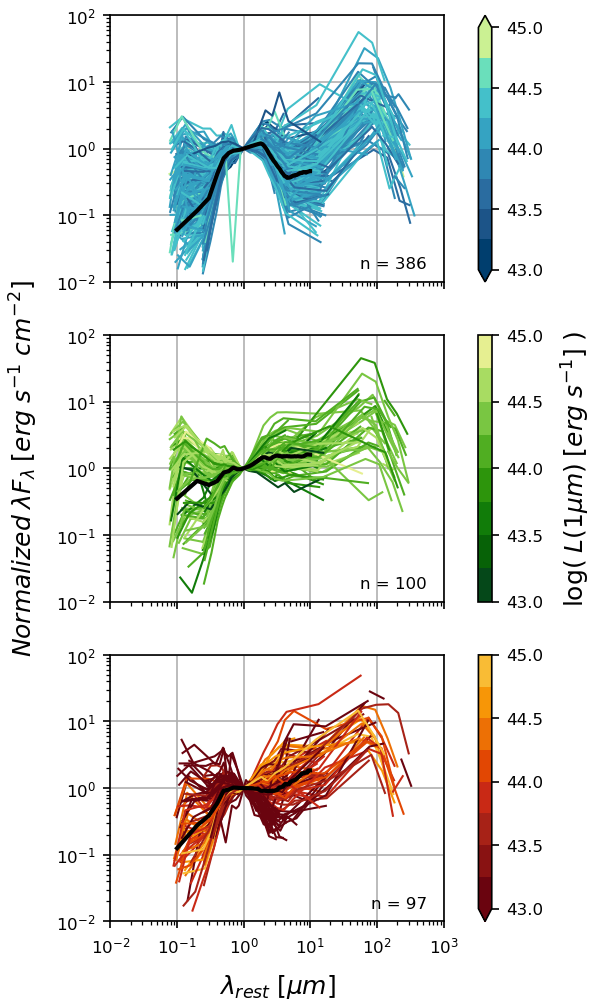 10² 10¹ 10⁰ 10⁻¹ 10⁻²
n = 386
45.0 44.5 44.0 43.5 43.0
10² 10¹ 10⁰ 10⁻¹ 10⁻²
n = 100
45.0 44.5 44.0 43.5 43.0
10² 10¹ 10⁰ 10⁻¹ 10⁻²
n = 97
45.0 44.5 44.0 43.5 43.0
10⁻² 10⁻¹ 10⁰ 10¹ 10² 10³
λ_rest [μm]
Normalized λF_λ [erg s⁻¹ cm⁻²]
log( L(1μm) [erg s⁻¹] )